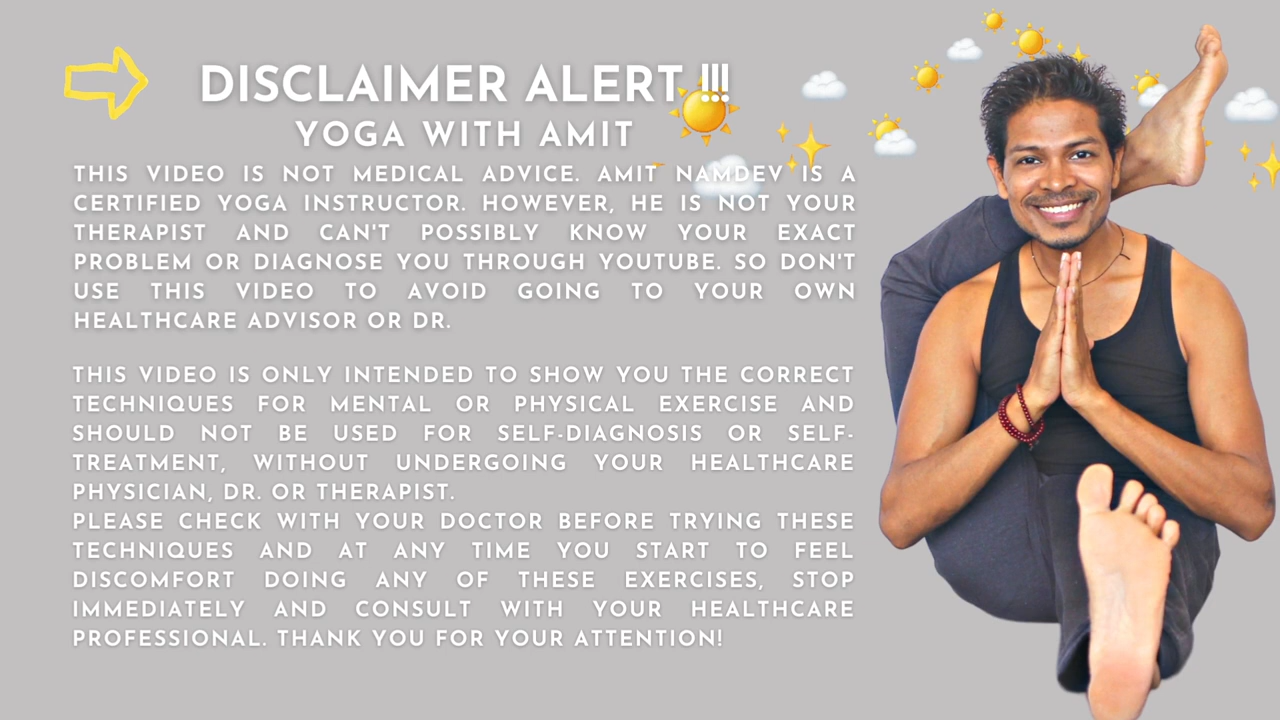 DISCLAIMER ALERT !!!
YOGA WITH AMIT
THIS VIDEO IS NOT MEDICAL ADVICE. AMIT NAMDEV IS A
CERTIFIED YOGA INSTRUCTOR. HOWEVER, HE IS NOT YOUR
THERAPIST AND CAN'T POSSIBLY KNOW YOUR EXACT
PROBLEM OR DIAGNOSE YOU THROUGH YOUTUBE. SO DON'T
USE THIS VIDEO TO AVOID GOING TO YOUR OWN
HEALTHCARE ADVISOR OR DR.
THIS VIDEO IS ONLY INTENDED TO SHOW YOU THE CORRECT
TECHNIQUES FOR MENTAL OR PHYSICAL EXERCISE AND
SHOULD NOT BE USED FOR SELF-DIAGNOSIS OR SELF-
TREATMENT, WITHOUT UNDERGOING YOUR HEALTHCARE
PHYSICIAN, DR. OR THERAPIST.
PLEASE CHECK WITH YOUR DOCTOR BEFORE TRYING THESE
TECHNIQUES AND AT ANY TIME YOU START TO FEEL
DISCOMFORT DOING ANY OF THESE EXERCISES, STOP
IMMEDIATELY AND CONSULT WITH YOUR HEALTHCARE
PROFESSIONAL. THANK YOU FOR YOUR ATTENTION!